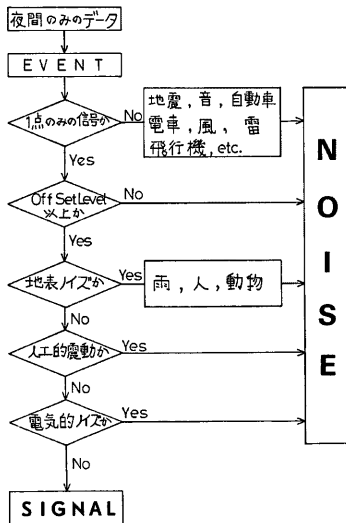 夜間のみのデータ
EVENT
1点のみの信号か
No
地震, 音, 自動車
電車, 風, 雷
飛行機, etc.
Yes
Off Set Level
以上か
No
Yes
地表ノイズか
Yes
雨, 人, 動物
No
人工的震動か
Yes
No
電気的ノイズか
Yes
No
SIGNAL
NOISE